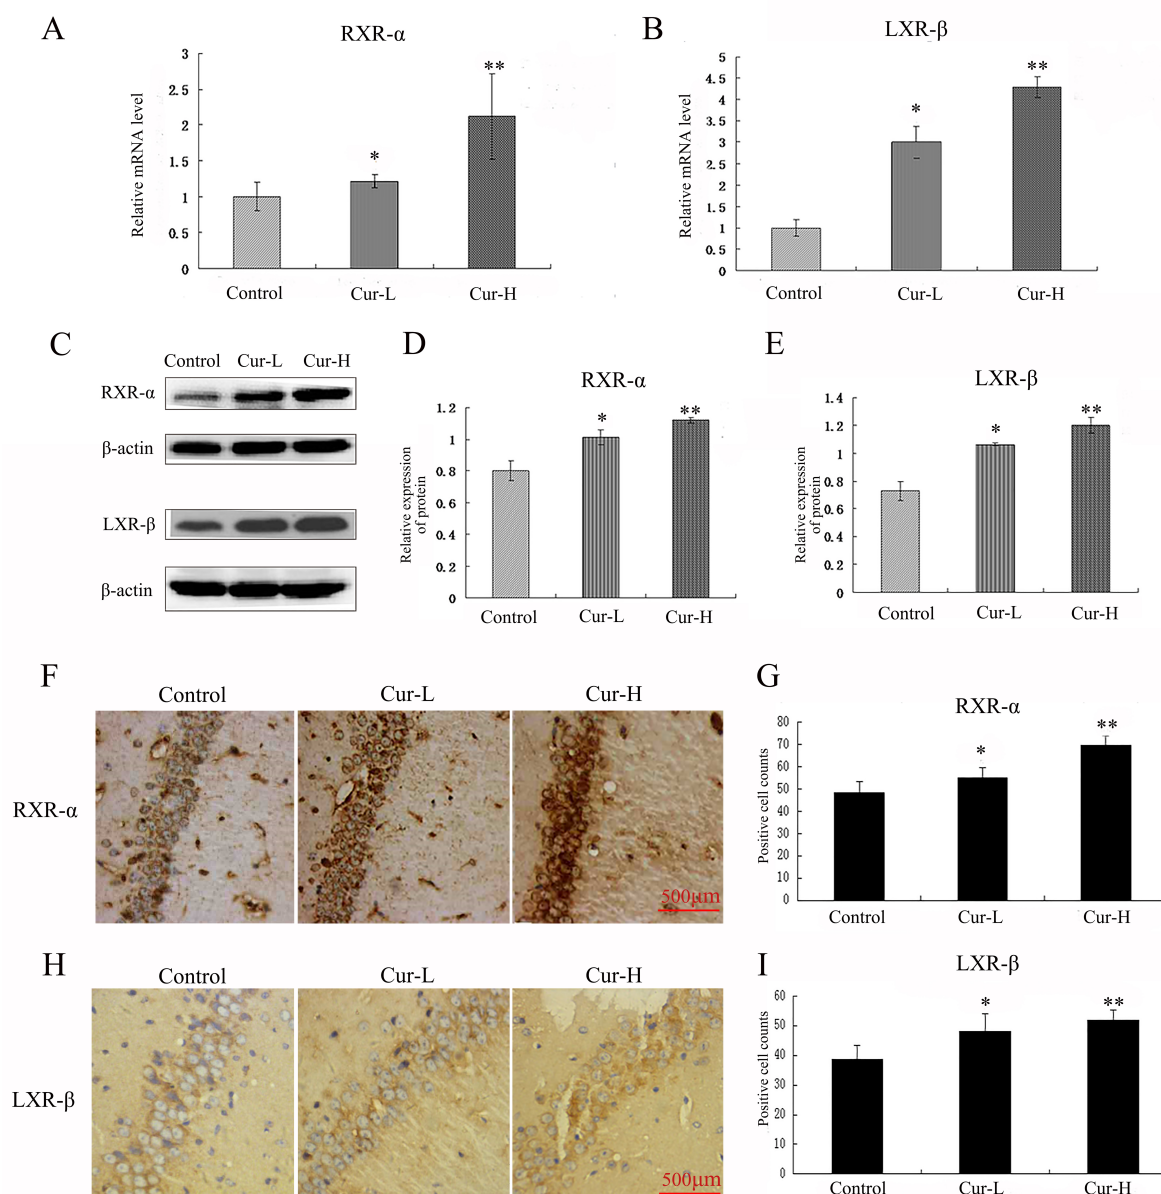 A
RXR-α
Relative mRNA level
3
2.5
2
1.5
1
0.5
0
*
**
Control
Cur-L
Cur-H
B
LXR-β
Relative mRNA level
5
4.5
4
3.5
3
2.5
2
1.5
1
0.5
0
*
**
Control
Cur-L
Cur-H
C
Control
Cur-L
Cur-H
RXR-α
β-actin
LXR-β
β-actin
D
RXR-α
Relative expression
of protein
1.2
1
0.8
0.6
0.4
0.2
0
*
**
Control
Cur-L
Cur-H
E
LXR-β
Relative expression
of protein
1.4
1.2
1
0.8
0.6
0.4
0.2
0
*
**
Control
Cur-L
Cur-H
F
Control
Cur-L
Cur-H
RXR-α
500μm
G
RXR-α
Positive cell counts
80
70
60
50
40
30
20
10
0
*
**
Control
Cur-L
Cur-H
H
Control
Cur-L
Cur-H
LXR-β
500μm
I
LXR-β
Positive cell counts
60
50
40
30
20
10
0
*
**
Control
Cur-L
Cur-H